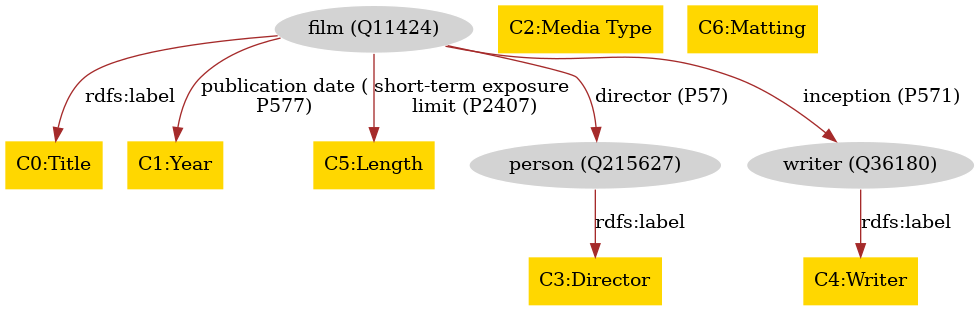 film (Q11424)
C2:Media Type
C6:Matting
rdfs:label
publication date (
P577)
short-term exposure
limit (P2407)
director (P57)
inception (P571)
C0:Title
C1:Year
C5:Length
person (Q215627)
writer (Q36180)
rdfs:label
rdfs:label
C3:Director
C4:Writer